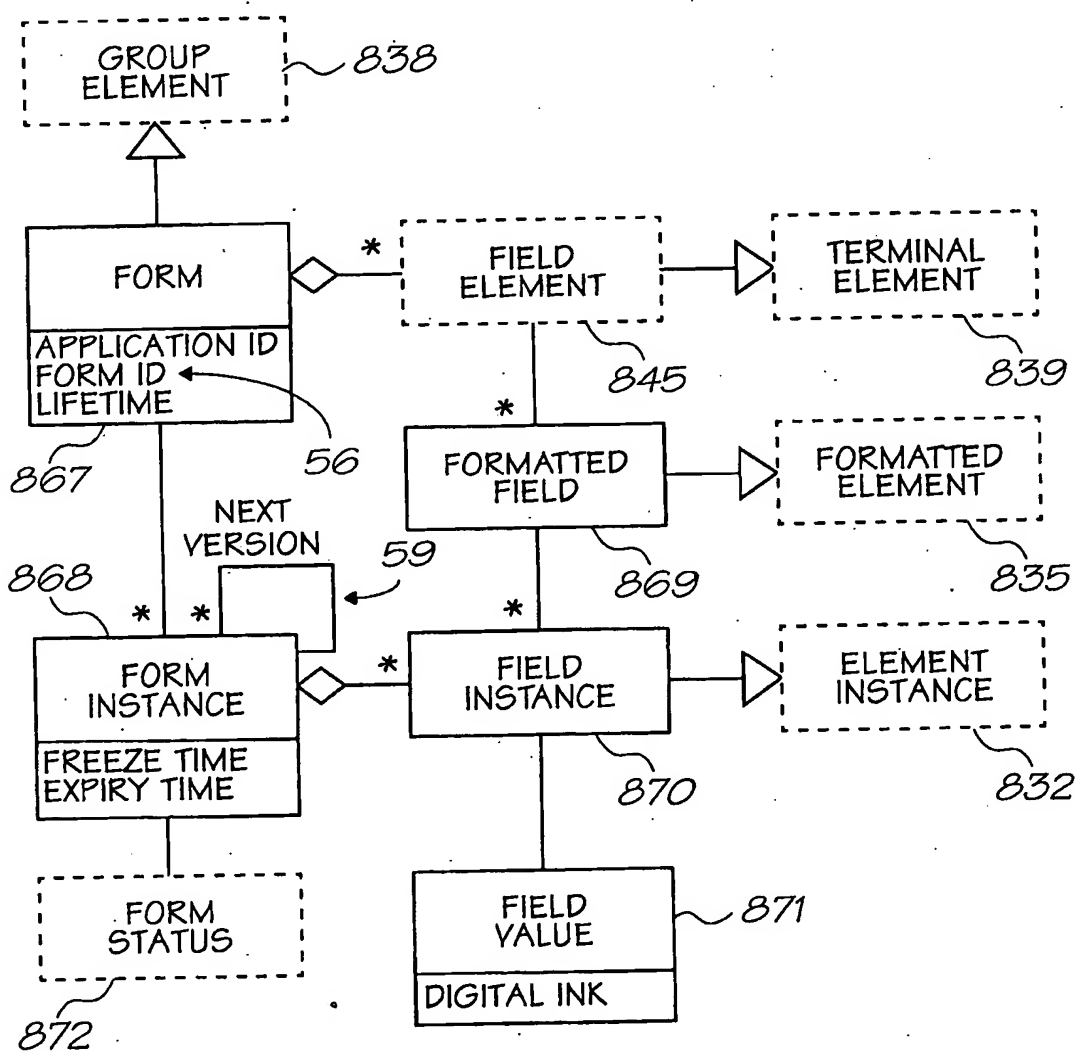 GROUP
ELEMENT
838
FORM
*
FIELD
ELEMENT
TERMINAL
ELEMENT
APPLICATION ID
FORM ID
LIFETIME
845
839
867
56
*
FORMATTED
FIELD
FORMATTED
ELEMENT
NEXT
VERSION
59
869
835
868
*
*
*
FORM
INSTANCE
*
FIELD
INSTANCE
ELEMENT
INSTANCE
FREEZE TIME
EXPIRY TIME
870
832
FORM
STATUS
FIELD
VALUE
871
DIGITAL INK
872